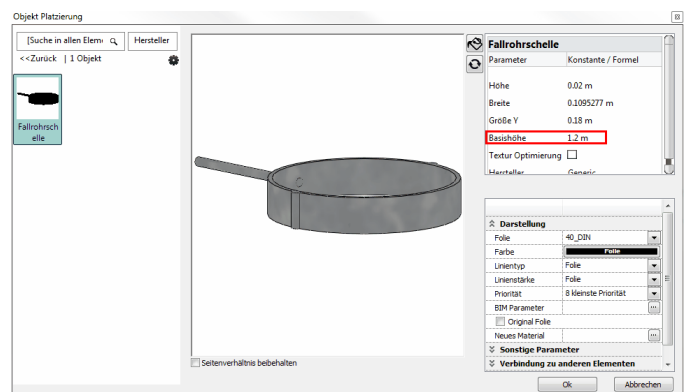 Objekt Platzierung
[Suche in allen Elem
Hersteller
<<Zurück | 1 Objekt
Fallrohrsch
elle
Seitenverhältnis beibehalten
Fallrohrschelle
Parameter Konstante / Formel
Höhe 0.02 m
Breite 0.1095277 m
Größe Y 0.18 m
Basishöhe 1.2 m
Textur Optimierung
Hersteller Generic
Darstellung
Folie 40_DIN
Farbe Folie
Linientyp Folie
Linienstärke Folie
Priorität 8 kleinste Priorität
BIM Parameter
Original Folie
Neues Material
Sonstige Parameter
Verbindung zu anderen Elementen
Ok Abbrechen